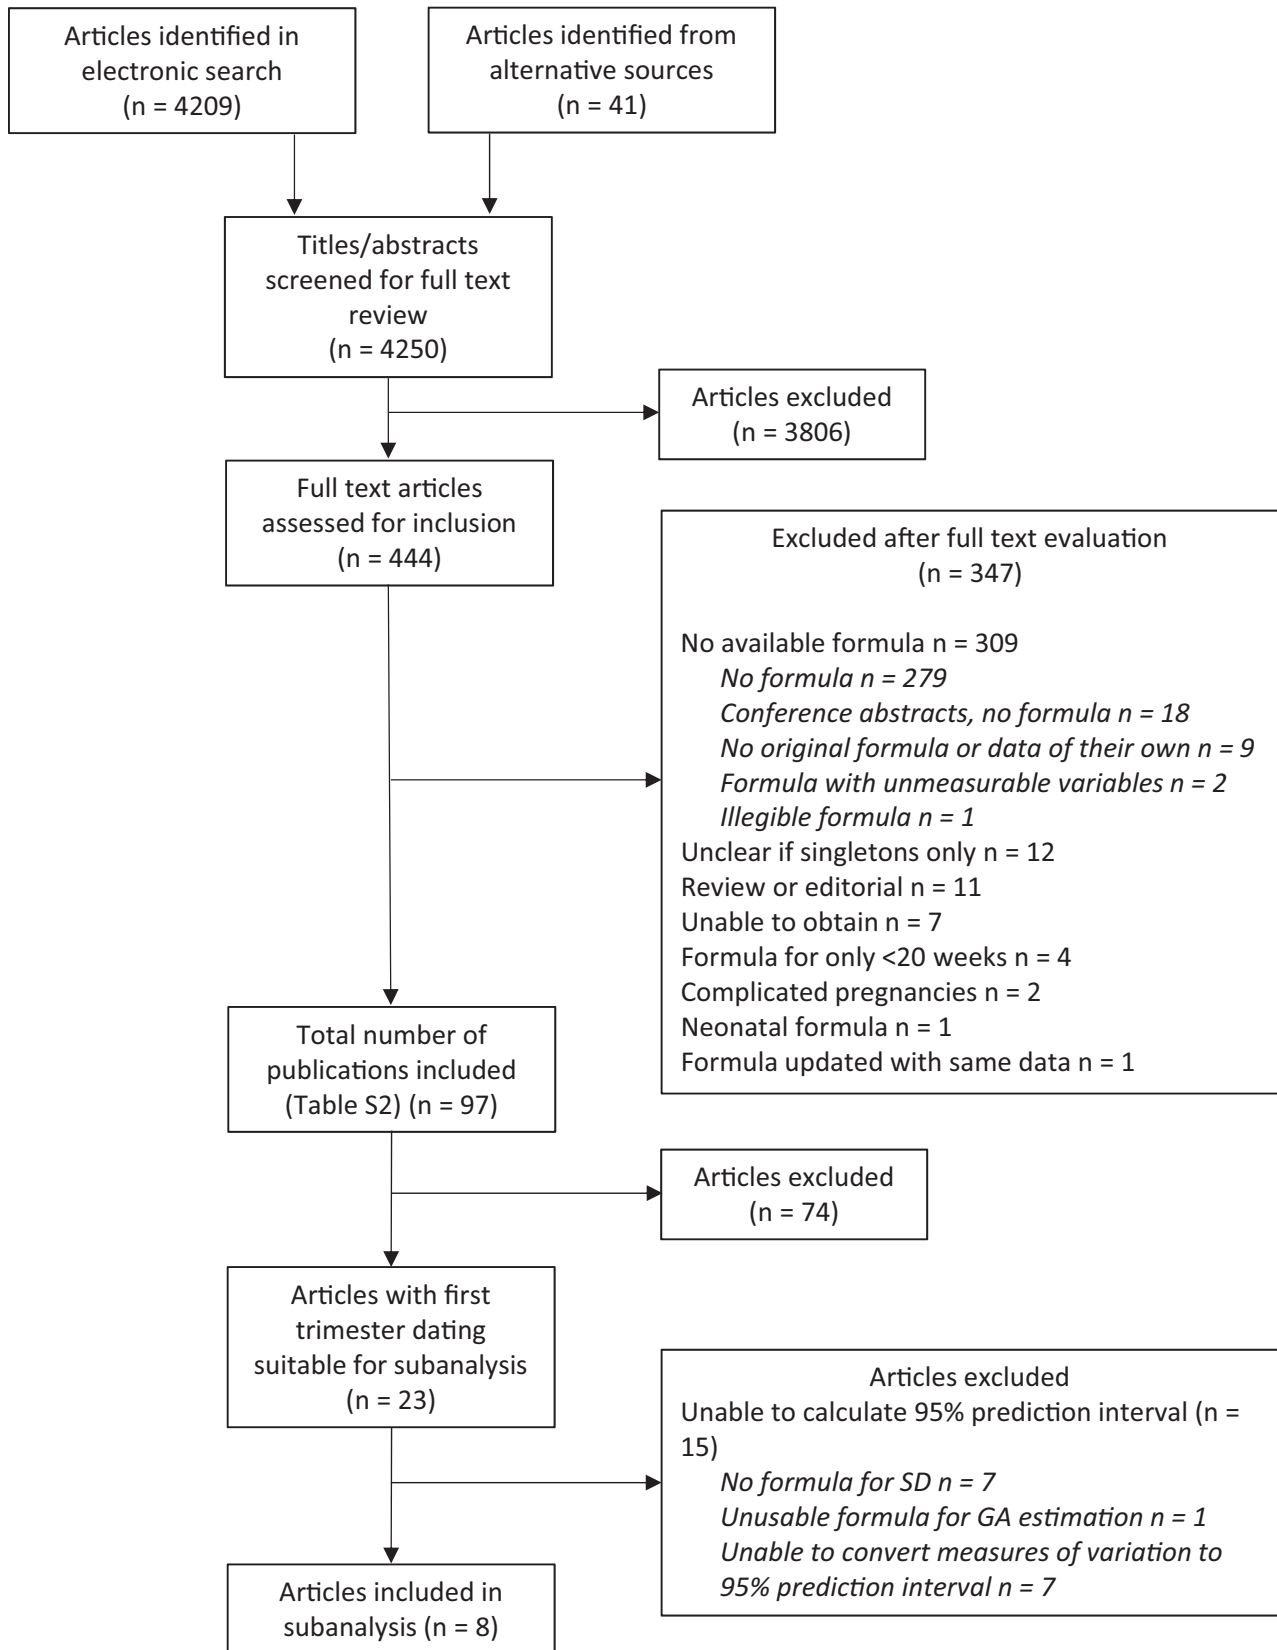 Articles identified in
electronic search
(n = 4209)
Articles identified from
alternative sources
(n = 41)
Titles/abstracts
screened for full text
review
(n = 4250)
Articles excluded
(n = 3806)
Full text articles
assessed for inclusion
(n = 444)
Excluded after full text evaluation
(n = 347)
No available formula n = 309
No formula n = 279
Conference abstracts, no formula n = 18
No original formula or data of their own n = 9
Formula with unmeasurable variables n = 2
Illegible formula n = 1
Unclear if singletons only n = 12
Review or editorial n = 11
Unable to obtain n = 7
Formula for only <20 weeks n = 4
Complicated pregnancies n = 2
Neonatal formula n = 1
Formula updated with same data n = 1
Total number of
publications included
(Table S2) (n = 97)
Articles excluded
(n = 74)
Articles with first
trimester dating
suitable for subanalysis
(n = 23)
Articles excluded
Unable to calculate 95% prediction interval (n =
15)
No formula for SD n = 7
Unusable formula for GA estimation n = 1
Unable to convert measures of variation to
95% prediction interval n = 7
Articles included in
subanalysis (n = 8)